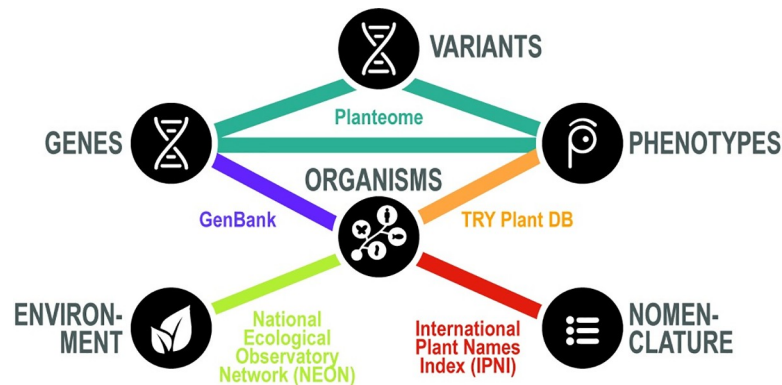 VARIANTS
Planteome
GENES
PHENOTYPES
ORGANISMS
GenBank
TRY Plant DB
ENVIRON-
MENT
National
Ecological
Observatory
Network (NEON)
International
Plant Names
Index (IPNI)
NOMEN-
CLATURE